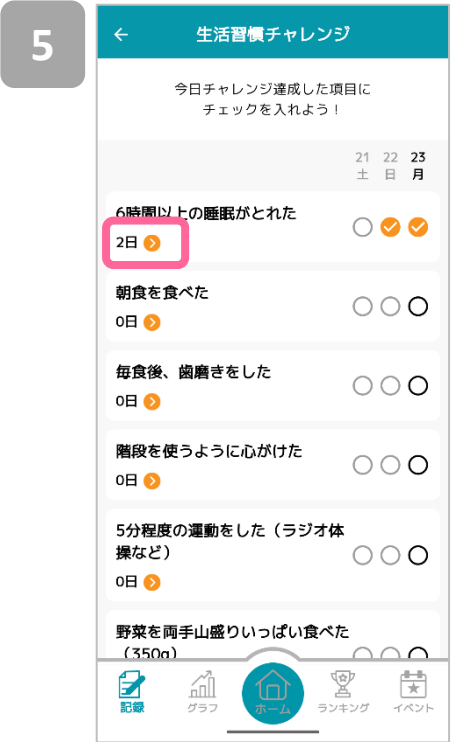 5
生活習慣チャレンジ
今日チャレンジ達成した項目に
チェックを入れよう!
21 22 23
土 日 月
6時間以上の睡眠がとれた
2日
朝食を食べた
0日
毎食後、歯磨きをした
0日
階段を使うように心がけた
0日
5分程度の運動をした(ラジオ体
操など)
0日
野菜を両手山盛りいっぱい食べた
(350g)
記録 グラフ ホーム ランキング イベント